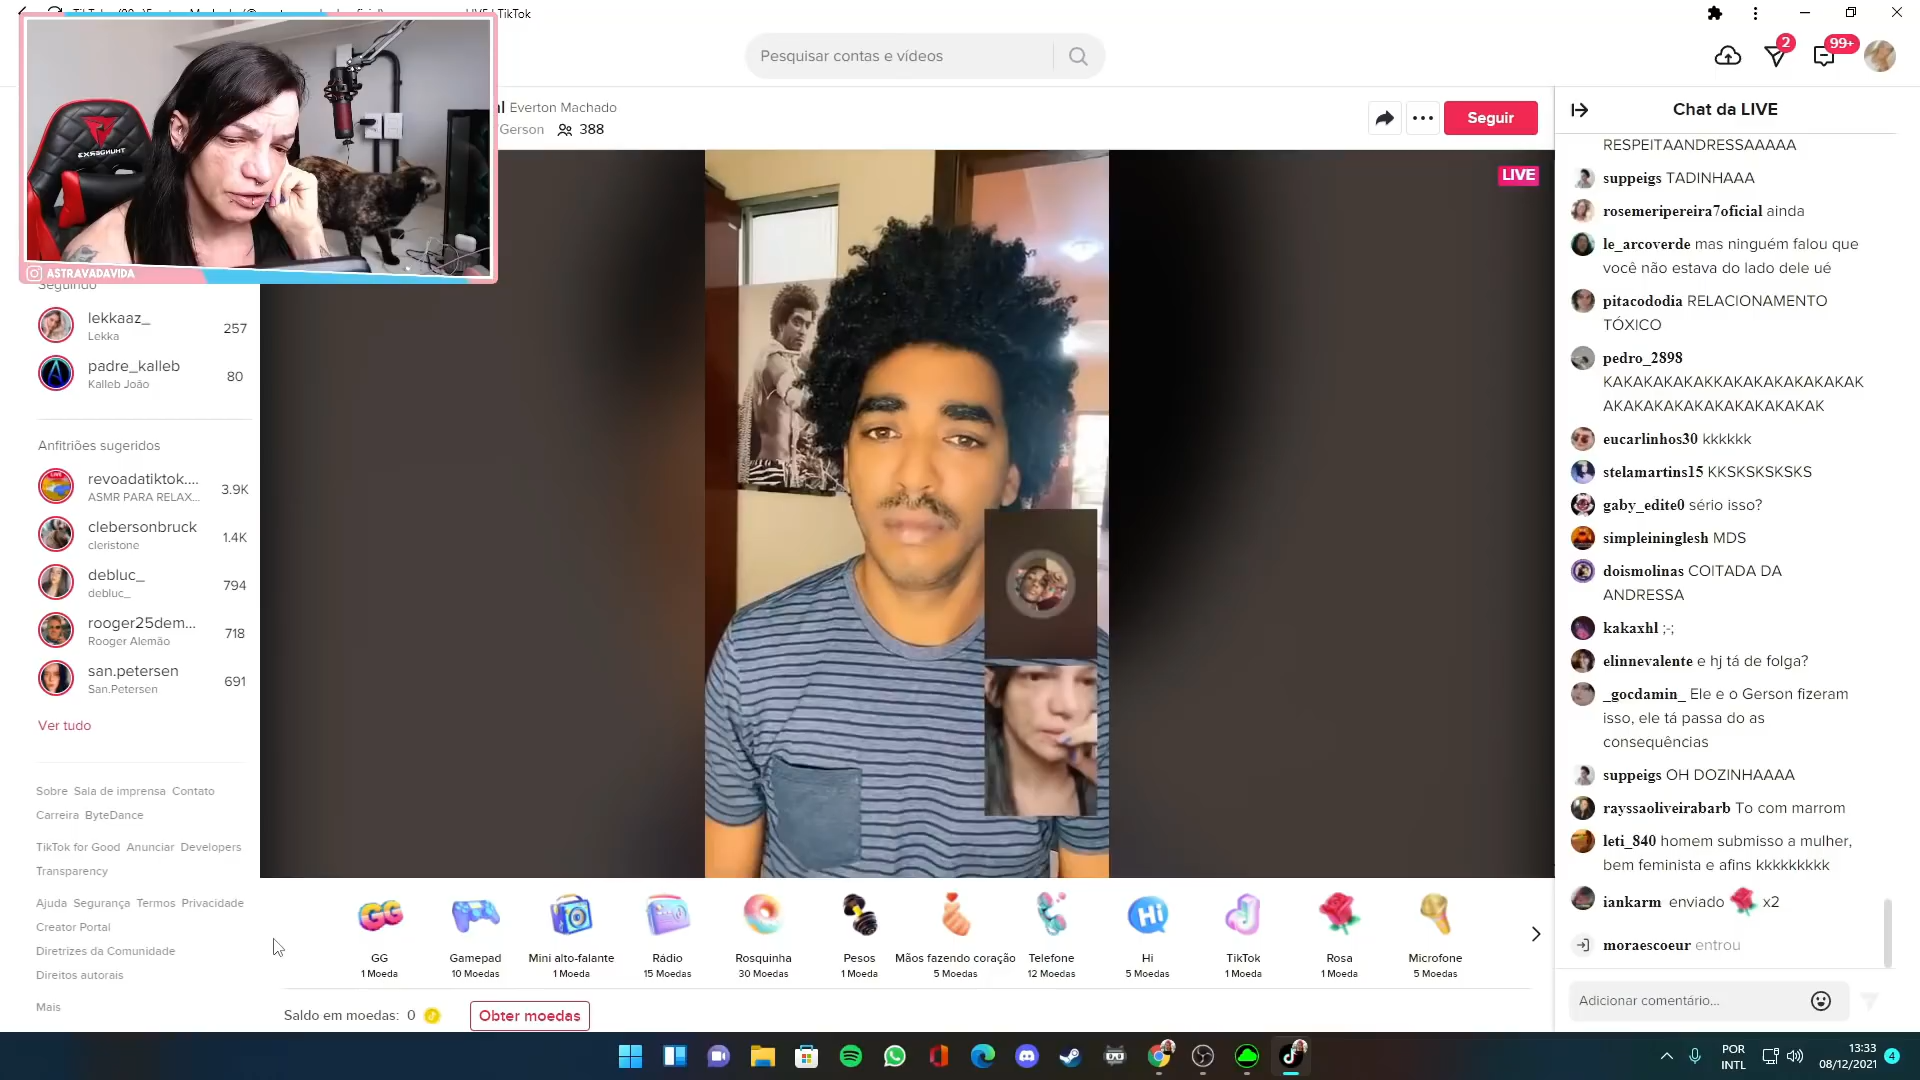 TikTok
Pesquisar contas e vídeos
2
99+
Everton Machado
Gerson 388
Seguir
LIVE
THUNDERX3
ASTRAVADAVIDA
Seguindo
lekkaaz_
Lekka
257
padre_kalleb
Kalleb João
80
Anfitriões sugeridos
revoadatiktok....
ASMR PARA RELAX...
3.9K
clebersonbruck
cleristone
1.4K
debluc_
debluc_
794
rooger25dem...
Rooger Alemão
718
san.petersen
San.Petersen
691
Ver tudo
Sobre Sala de imprensa Contato
Carreira ByteDance
TikTok for Good Anunciar Developers
Transparency
Ajuda Segurança Termos Privacidade
Creator Portal
Diretrizes da Comunidade
Direitos autorais
Mais
GG
1 Moeda
Gamepad
10 Moedas
Mini alto-falante
1 Moeda
Rádio
15 Moedas
Rosquinha
30 Moedas
Pesos
1 Moeda
Mãos fazendo coração
5 Moedas
Telefone
12 Moedas
Hi
Hi
5 Moedas
TikTok
1 Moeda
Rosa
1 Moeda
Microfone
5 Moedas
Saldo em moedas: 0
Obter moedas
Chat da LIVE
RESPEITAANDRESSAAAAA
suppeigs TADINHAAA
rosemeripereira7oficial ainda
le_arcoverde mas ninguém falou que
você não estava do lado dele ué
pitacododia RELACIONAMENTO
TÓXICO
pedro_2898
KAKAKAKAKAKKAKAKAKAKAKAKAK
AKAKAKAKAKAKAKAKAKAKAK
eucarlinhos30 kkkkkk
stelamartins15 KKSKSKSKSKS
gaby_edite0 sério isso?
simpleininglesh MDS
doismolinas COITADA DA
ANDRESSA
kakaxhl ;-;
elinnevalente e hj tá de folga?
_gocdamin_ Ele e o Gerson fizeram
isso, ele tá passa do as
consequências
suppeigs OH DOZINHAAAA
rayssaoliveirabarb To com marrom
leti_840 homem submisso a mulher,
bem feminista e afins kkkkkkkkk
iankarm enviado x2
moraescoeur entrou
Adicionar comentário...
POR
INTL
13:33
08/12/2021
4